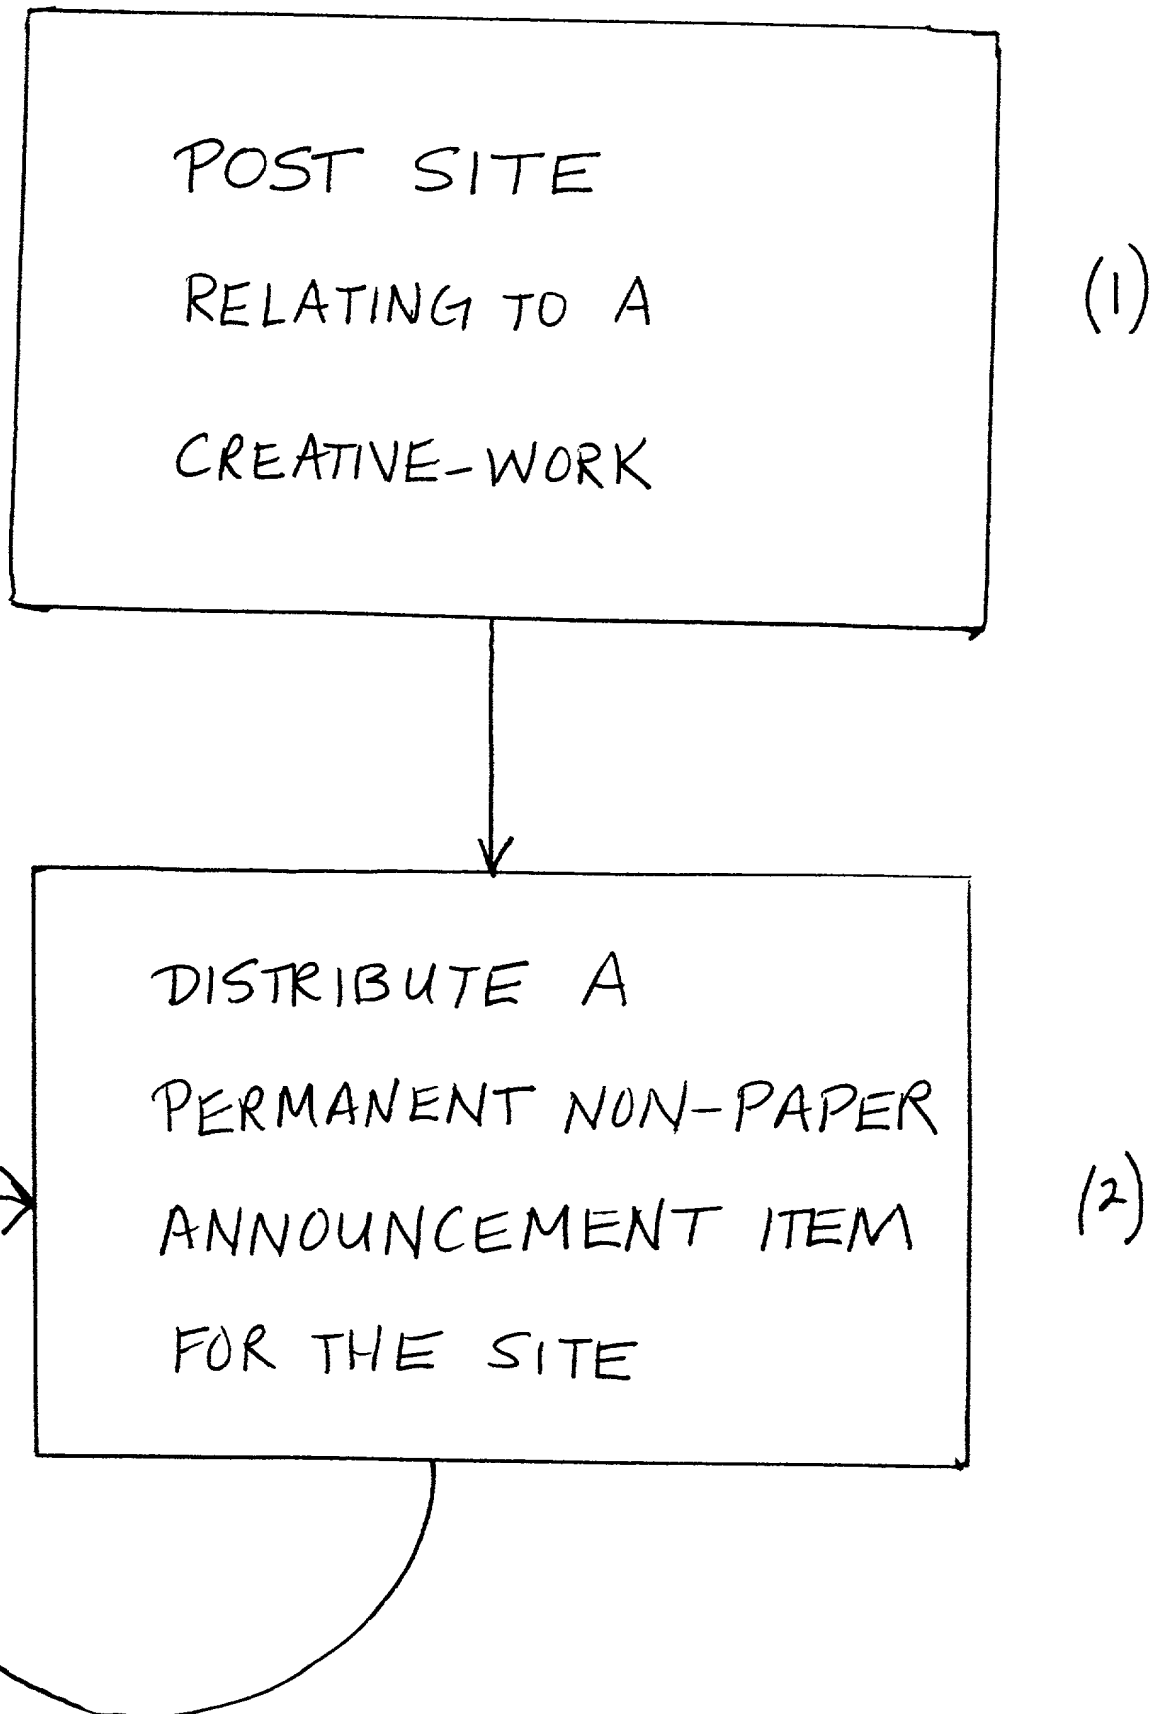 POST SITE
RELATING TO A
CREATIVE-WORK
(1)
DISTRIBUTE A
PERMANENT NON-PAPER
ANNOUNCEMENT ITEM
FOR THE SITE
(2)